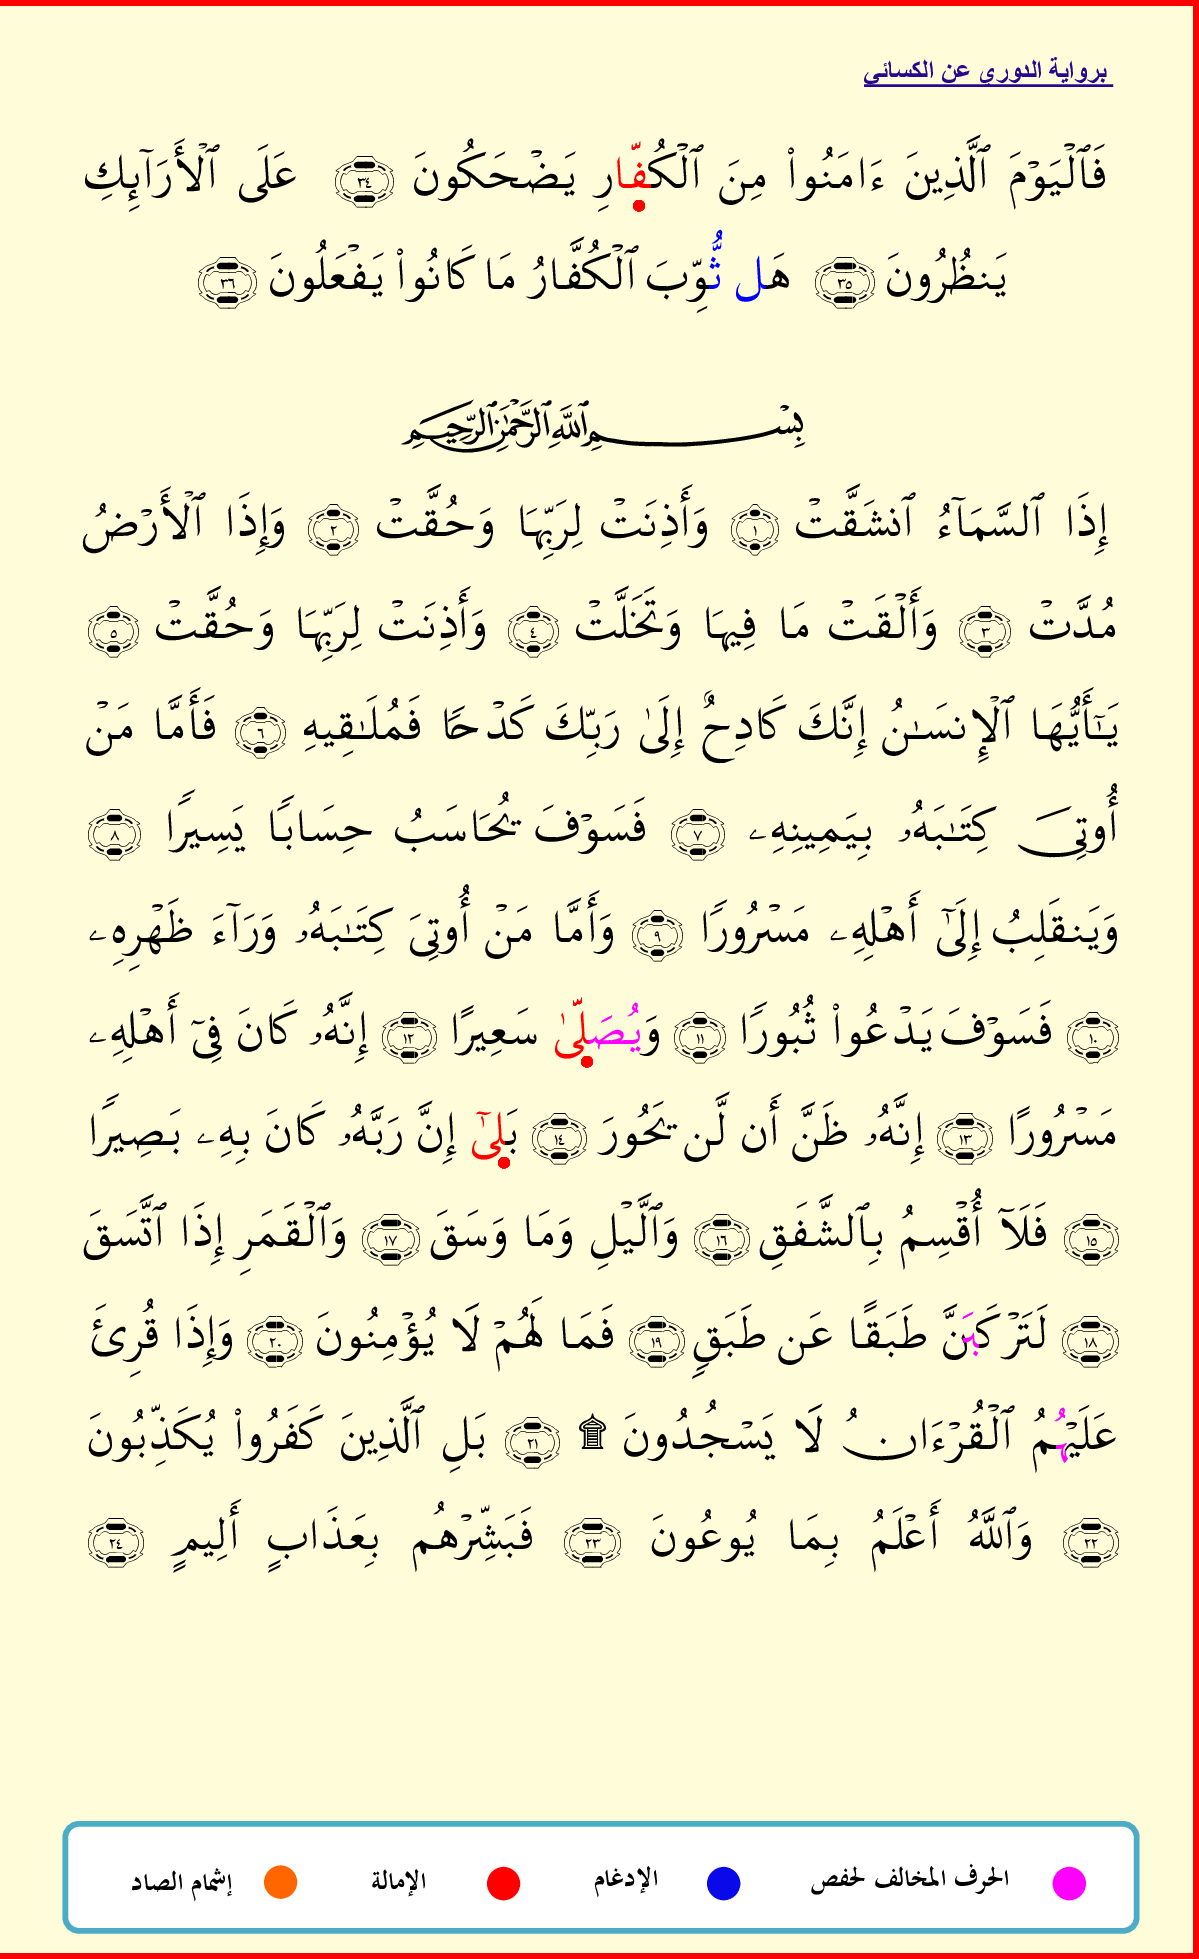 برواية الدوري عن الكسائي
فَٱلۡيَوۡمَ ٱلَّذِينَ ءَامَنُواْ مِنَ ٱلۡكُفّارِ يَضۡحَكُونَ ٣٤ عَلَى ٱلۡأَرَآئِكِ
يَنظُرُونَ ٣٥ هَل ثُّوِّبَ ٱلۡكُفَّارُ مَا كَانُواْ يَفۡعَلُونَ ٣٦
بِسۡمِ ٱللَّهِ ٱلرَّحۡمَٰنِ ٱلرَّحِيمِ
إِذَا ٱلسَّمَآءُ ٱنشَقَّتۡ ١ وَأَذِنَتۡ لِرَبِّهَا وَحُقَّتۡ ٢ وَإِذَا ٱلۡأَرۡضُ
مُدَّتۡ ٣ وَأَلۡقَتۡ مَا فِيهَا وَتَخَلَّتۡ ٤ وَأَذِنَتۡ لِرَبِّهَا وَحُقَّتۡ ٥
يَـٰٓأَيُّهَا ٱلۡإِنسَـٰنُ إِنَّكَ كَادِحٌ إِلَىٰ رَبِّكَ كَدۡحًا فَمُلَـٰقِيهِ ٦ فَأَمَّا مَنۡ
أُوتِيَ كِتَـٰبَهُۥ بِيَمِينِهِۦ ٧ فَسَوۡفَ يُحَاسَبُ حِسَابًا يَسِيرًا ٨
وَيَنقَلِبُ إِلَىٰٓ أَهۡلِهِۦ مَسۡرُورًا ٩ وَأَمَّا مَنۡ أُوتِيَ كِتَـٰبَهُۥ وَرَآءَ ظَهۡرِهِۦ
١٠ فَسَوۡفَ يَدۡعُواْ ثُبُورًا ١١ وَيُصَلّىٰ سَعِيرًا ١٢ إِنَّهُۥ كَانَ فِيٓ أَهۡلِهِۦ
مَسۡرُورًا ١٣ إِنَّهُۥ ظَنَّ أَن لَّن يَحُورَ ١٤ بَلىٰٓ إِنَّ رَبَّهُۥ كَانَ بِهِۦ بَصِيرًا
١٥ فَلَآ أُقۡسِمُ بِٱلشَّفَقِ ١٦ وَٱلَّيۡلِ وَمَا وَسَقَ ١٧ وَٱلۡقَمَرِ إِذَا ٱتَّسَقَ
١٨ لَتَرۡكَبَنَّ طَبَقًا عَن طَبَقٍ ١٩ فَمَا لَهُمۡ لَا يُؤۡمِنُونَ ٢٠ وَإِذَا قُرِئَ
عَلَيۡهُمُ ٱلۡقُرۡءَانُ لَا يَسۡجُدُونَ ۩ ٢١ بَلِ ٱلَّذِينَ كَفَرُواْ يُكَذِّبُونَ
٢٢ وَٱللَّهُ أَعۡلَمُ بِمَا يُوعُونَ ٢٣ فَبَشِّرۡهُم بِعَذَابٍ أَلِيمٍ ٢٤
الحرف المخالف لحفص الإدغام الإمالة إشمام الصاد